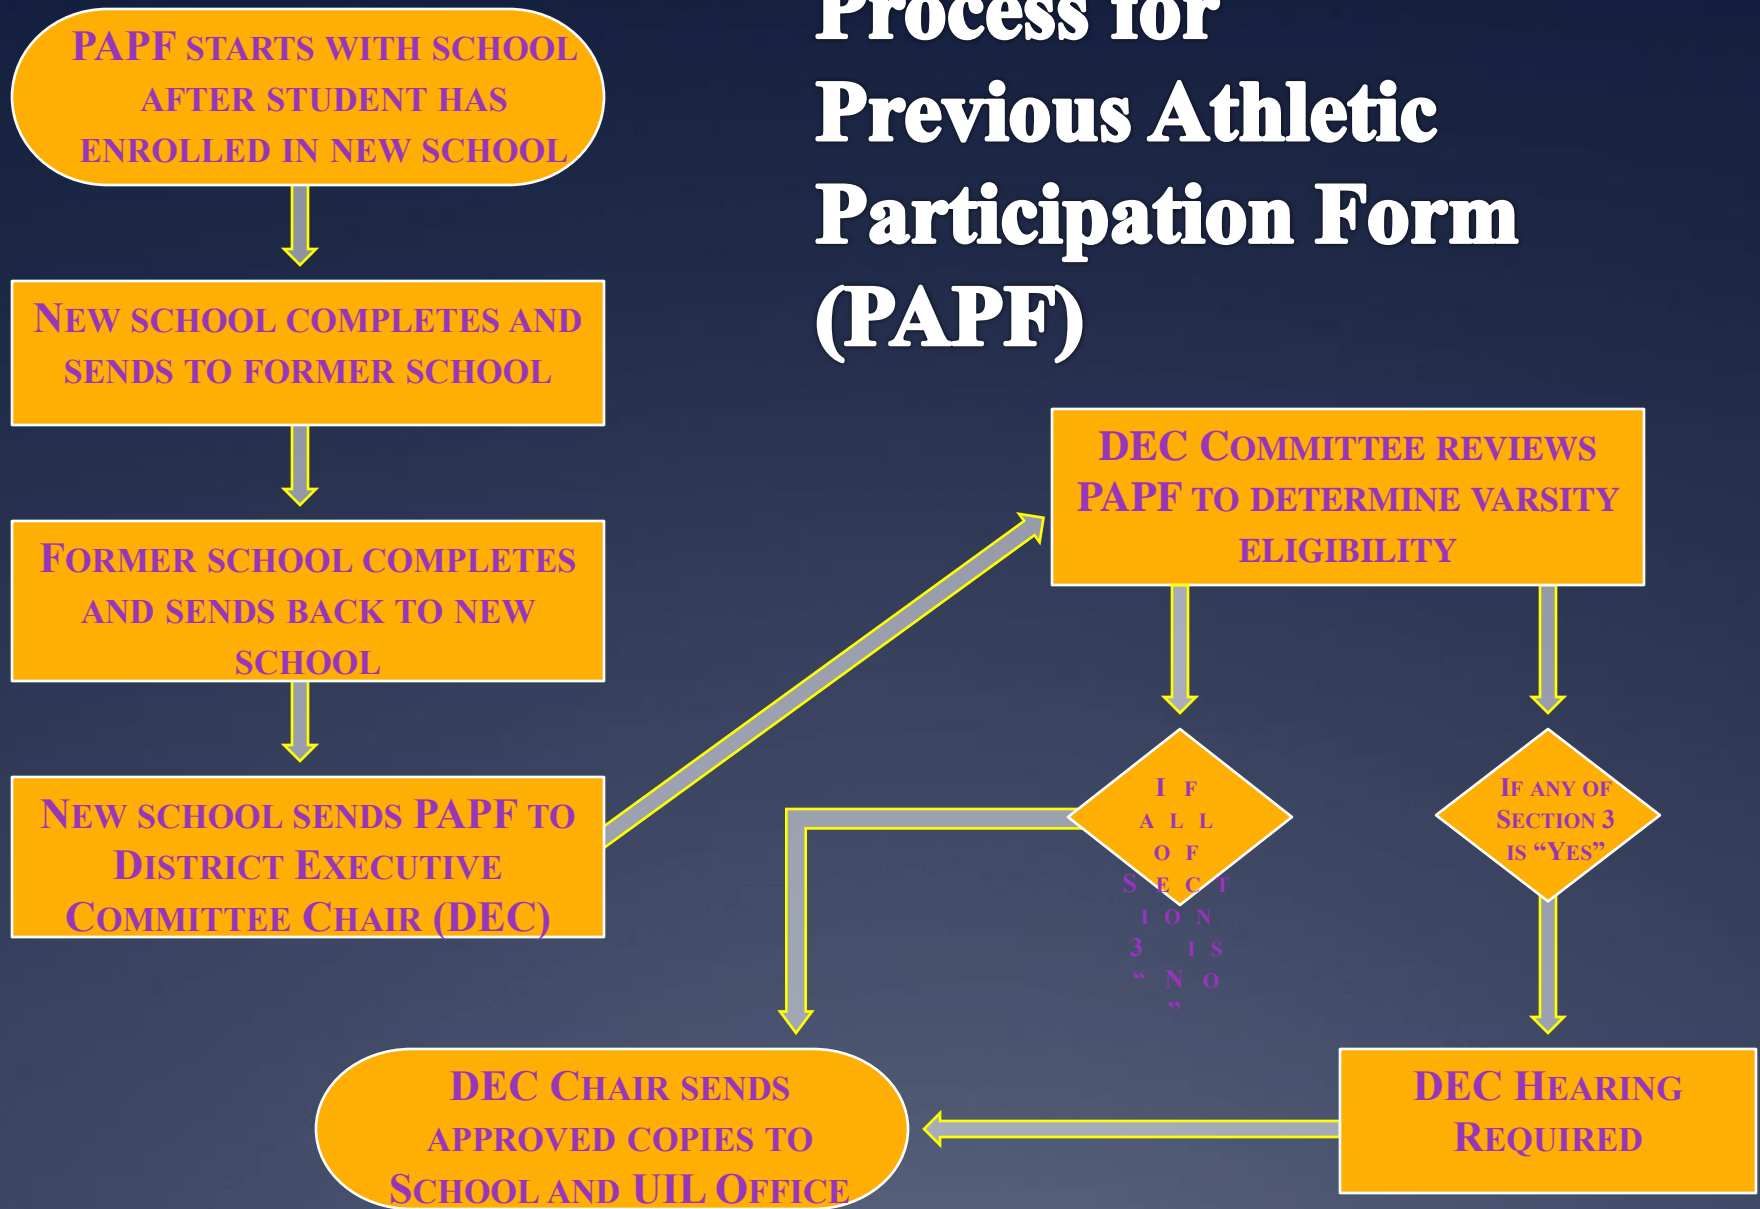 Process for
Previous Athletic
Participation Form
(PAPF)
PAPF STARTS WITH SCHOOL
AFTER STUDENT HAS
ENROLLED IN NEW SCHOOL
NEW SCHOOL COMPLETES AND
SENDS TO FORMER SCHOOL
FORMER SCHOOL COMPLETES
AND SENDS BACK TO NEW
SCHOOL
NEW SCHOOL SENDS PAPF TO
DISTRICT EXECUTIVE
COMMITTEE CHAIR (DEC)
DEC COMMITTEE REVIEWS
PAPF TO DETERMINE VARSITY
ELIGIBILITY
IF
ALL
OF
SECT
ION
3 IS
“NO
”
IF ANY OF
SECTION 3
IS “YES”
DEC HEARING
REQUIRED
DEC CHAIR SENDS
APPROVED COPIES TO
SCHOOL AND UIL OFFICE